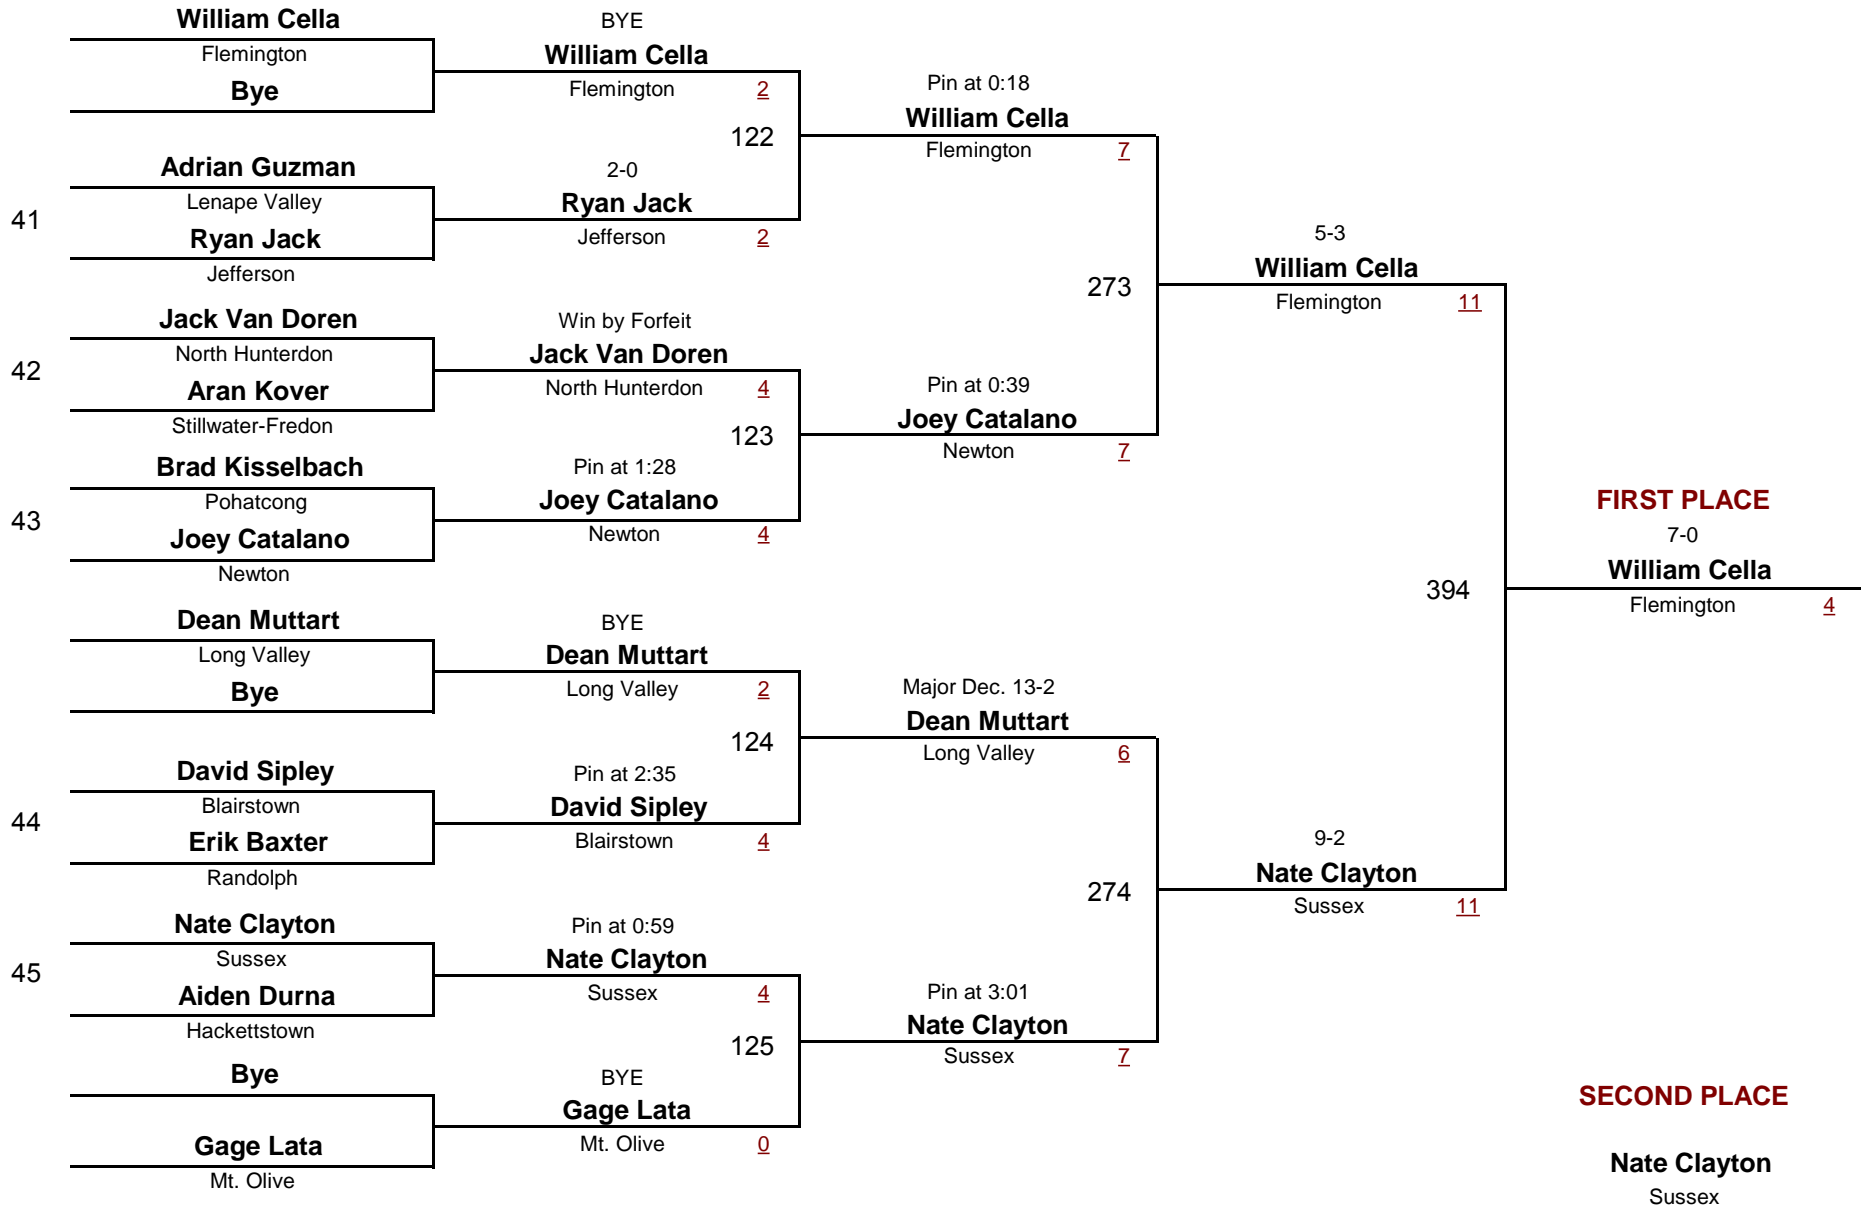 William Cella
Flemington
Bye
41
Adrian Guzman
Lenape Valley
Ryan Jack
Jefferson
42
Jack Van Doren
North Hunterdon
Aran Kover
Stillwater-Fredon
43
Brad Kisselbach
Pohatcong
Joey Catalano
Newton
Dean Muttart
Long Valley
Bye
44
David Sipley
Blairstown
Erik Baxter
Randolph
45
Nate Clayton
Sussex
Aiden Durna
Hackettstown
Bye
Gage Lata
Mt. Olive
BYE
William Cella
Flemington 2
122
2-0
Ryan Jack
Jefferson 2
Win by Forfeit
Jack Van Doren
North Hunterdon 4
123
Pin at 1:28
Joey Catalano
Newton 4
BYE
Dean Muttart
Long Valley 2
124
Pin at 2:35
David Sipley
Blairstown 4
Pin at 0:59
Nate Clayton
Sussex 4
125
BYE
Gage Lata
Mt. Olive 0
Pin at 0:18
William Cella
Flemington 7
273
Pin at 0:39
Joey Catalano
Newton 7
Major Dec. 13-2
Dean Muttart
Long Valley 6
274
Pin at 3:01
Nate Clayton
Sussex 7
5-3
William Cella
Flemington 11
394
9-2
Nate Clayton
Sussex 11
FIRST PLACE
7-0
William Cella
Flemington 4
SECOND PLACE
Nate Clayton
Sussex